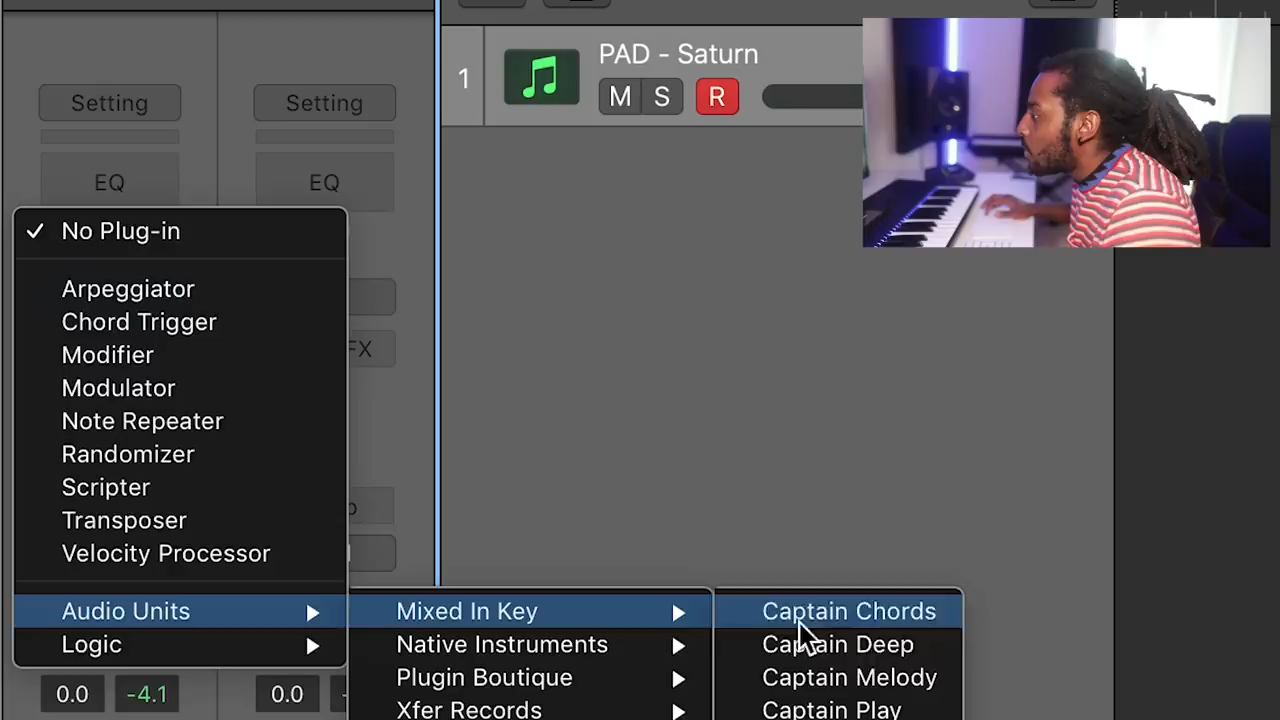 1
PAD - Saturn
M S R
Setting
Setting
EQ
EQ
No Plug-in
Arpeggiator
Chord Trigger
Modifier
FX
Modulator
Note Repeater
Randomizer
Scripter
Transposer
Velocity Processor
Audio Units
Logic
Mixed In Key
Native Instruments
Plugin Boutique
Xfer Records
Captain Chords
Captain Deep
Captain Melody
Captain Play
0.0 -4.1
0.0